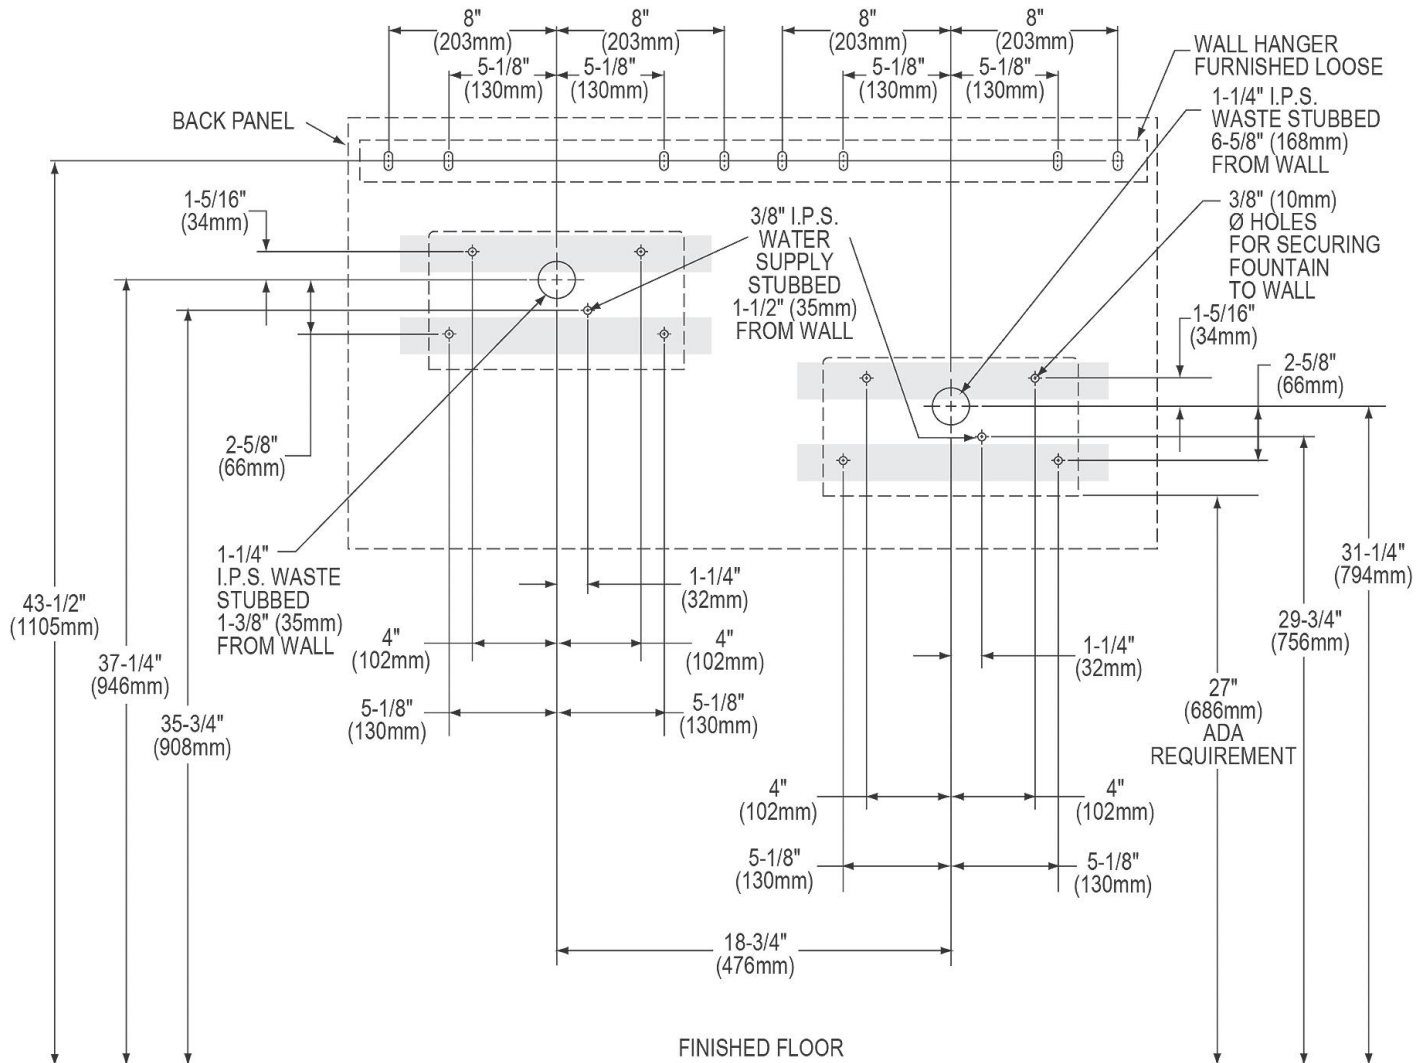 8"
(203mm)
8"
(203mm)
8"
(203mm)
8"
(203mm)
5-1/8"
(130mm)
5-1/8"
(130mm)
5-1/8"
(130mm)
5-1/8"
(130mm)
WALL HANGER
FURNISHED LOOSE
BACK PANEL
1-1/4" I.P.S.
WASTE STUBBED
6-5/8" (168mm)
FROM WALL
1-5/16"
(34mm)
3/8" I.P.S.
WATER
SUPPLY
STUBBED
1-1/2" (35mm)
FROM WALL
3/8" (10mm)
Ø HOLES
FOR SECURING
FOUNTAIN
TO WALL
1-5/16"
(34mm)
2-5/8"
(66mm)
2-5/8"
(66mm)
1-1/4"
I.P.S. WASTE
STUBBED
1-3/8" (35mm)
FROM WALL
1-1/4"
(32mm)
31-1/4"
(794mm)
43-1/2"
(1105mm)
29-3/4"
(756mm)
4"
(102mm)
4"
(102mm)
1-1/4"
(32mm)
37-1/4"
(946mm)
27"
(686mm)
ADA
REQUIREMENT
35-3/4"
(908mm)
5-1/8"
(130mm)
5-1/8"
(130mm)
4"
(102mm)
4"
(102mm)
5-1/8"
(130mm)
5-1/8"
(130mm)
18-3/4"
(476mm)
FINISHED FLOOR